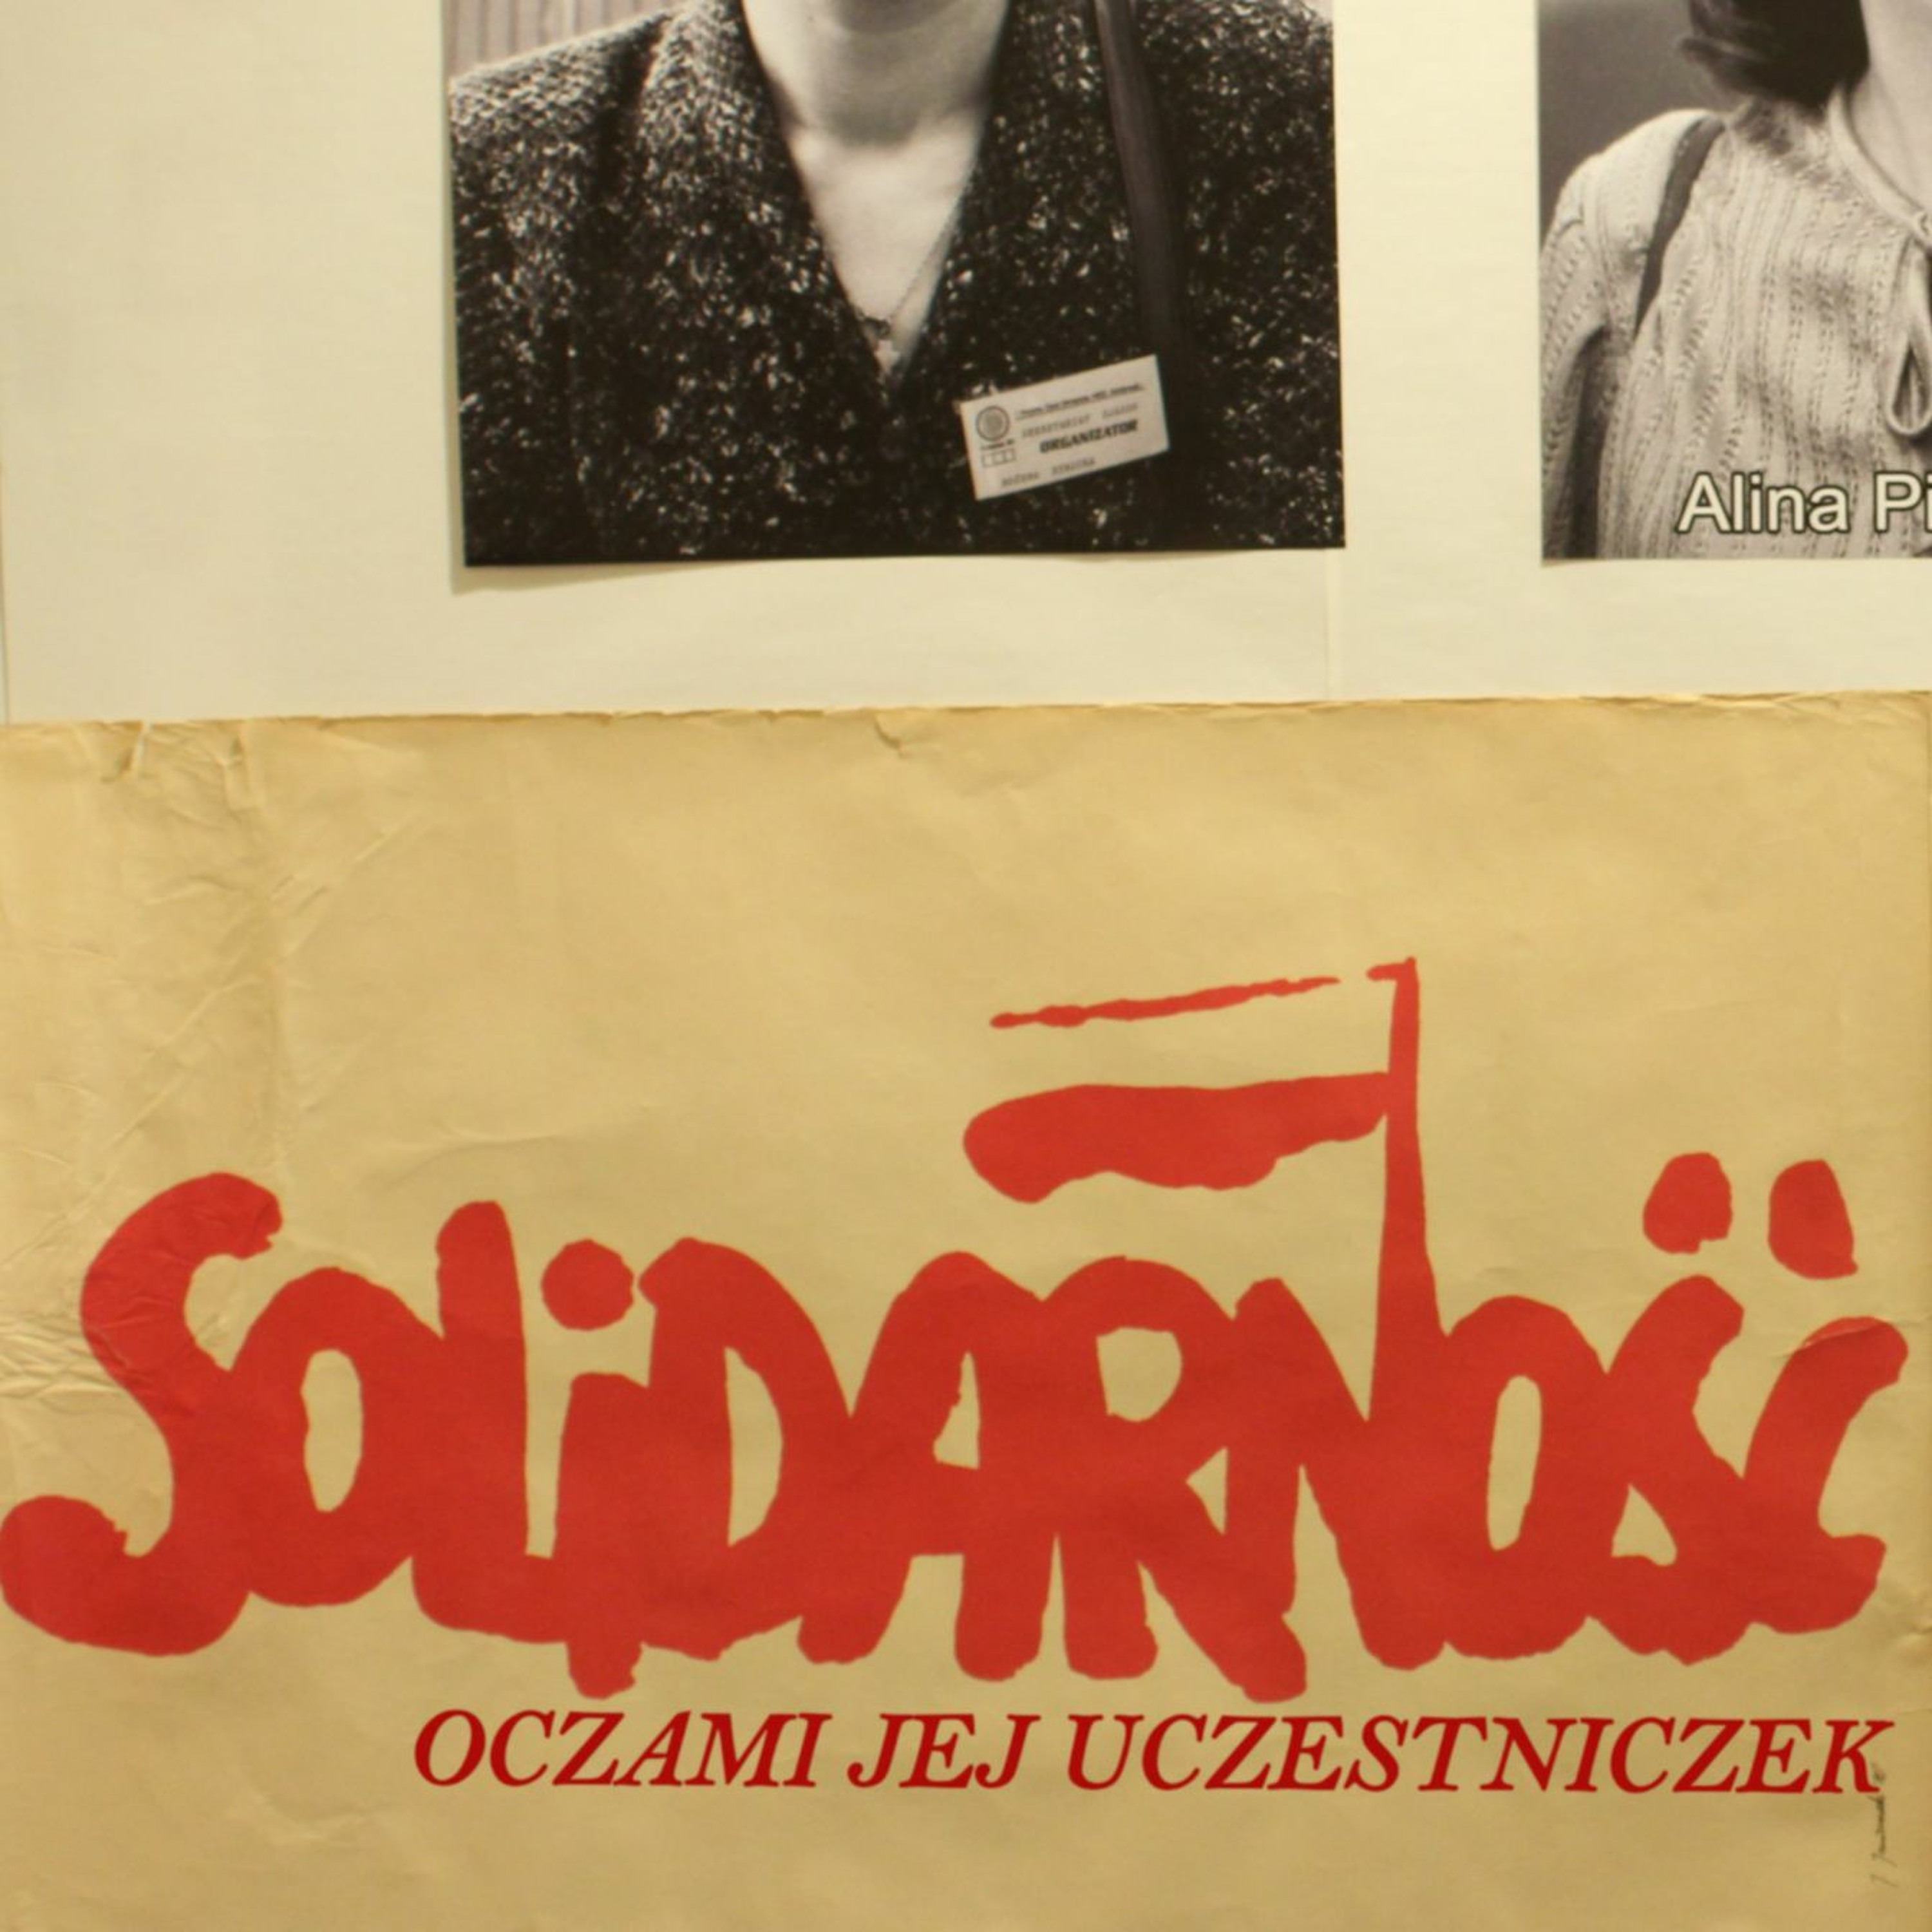 ORGANIZATOR
Alina Pi
SOLiDARNOŚĆ
OCZAMI JEJ UCZESTNICZEK